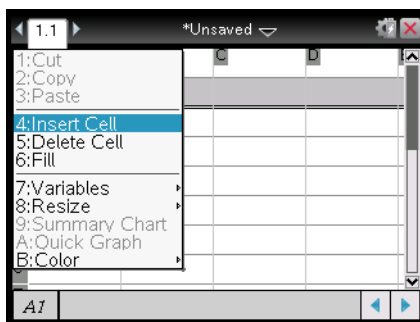 1.1 *Unsaved
C D E
1:Cut
2:Copy
3:Paste
4:Insert Cell
5:Delete Cell
6:Fill
7:Variables
8:Resize
9:Summary Chart
A:Quick Graph
B:Color
A1